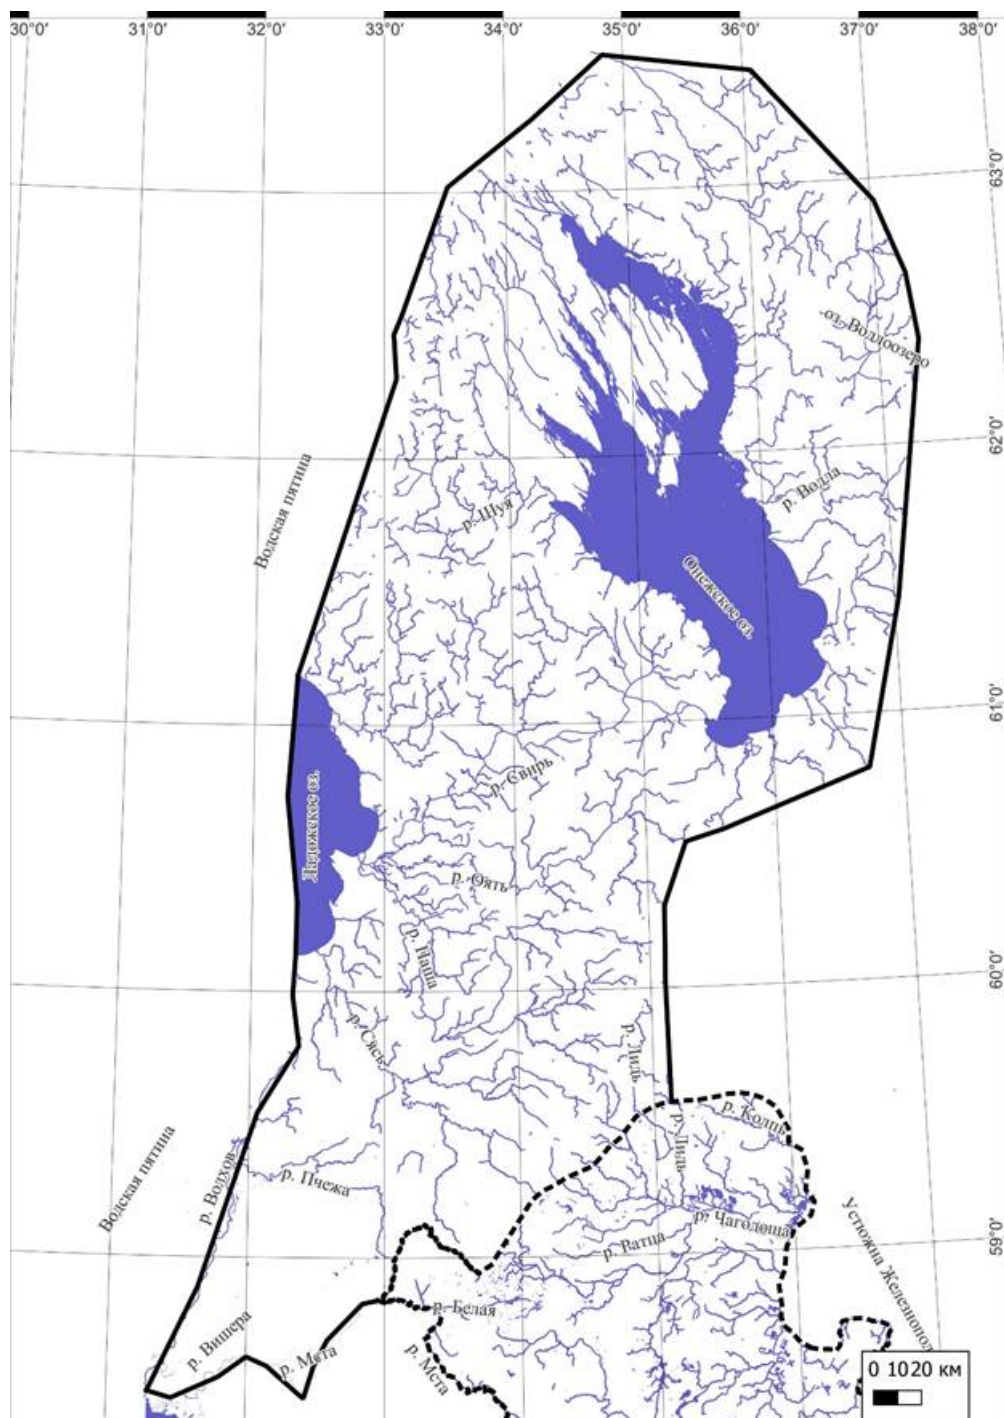 30°0' 31°0' 32°0' 33°0' 34°0' 35°0' 36°0' 37°0' 38°0'
63°0'
оз. Водлоозеро
62°0'
Водская пятина
р. Шуя
р. Водла
Онежское оз.
61°0'
р. Свирь
Ладожское оз.
р. Оять
р. Паша
60°0'
р. Сясь
р. Лидь
р. Колпь
р. Лидь
Водская пятина
р. Волхов
р. Пчежа
р. Чагодоща
Устюжна Железнопол
р. Ратца
59°0'
р. Белая
р. Вишера
р. Мста
р. Мста
0 1020 км